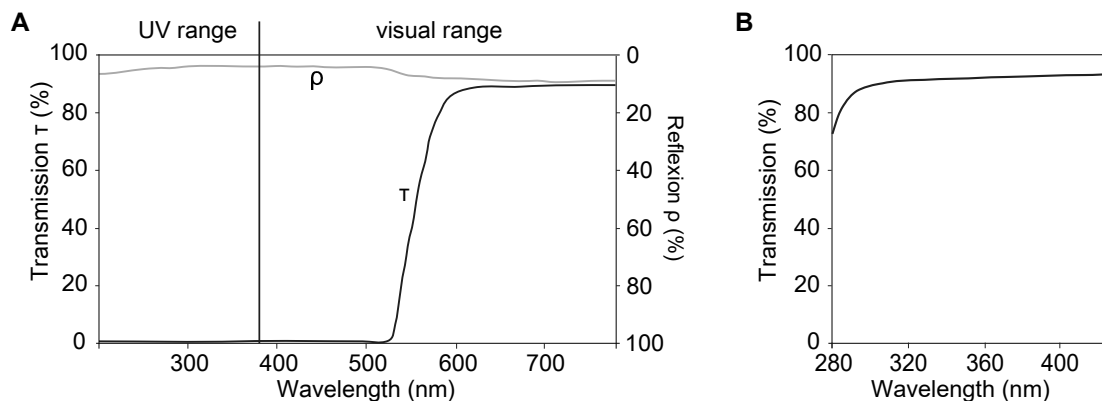 A
UV range
visual range
Transmission τ (%)
100
80
60
40
20
0
ρ
τ
0
20
40
60
80
100
Reflexion ρ (%)
300
400
500
600
700
Wavelength (nm)
B
Transmission (%)
100
80
60
40
20
0
280
320
360
400
Wavelength (nm)